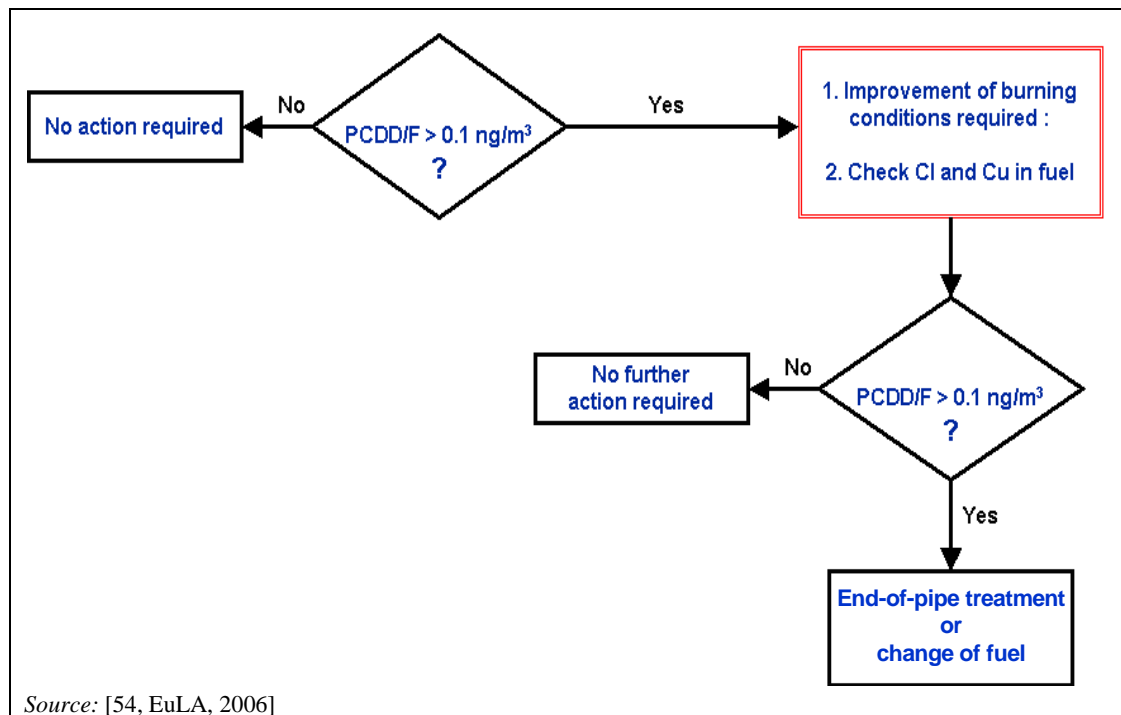 No action required
No
PCDD/F > 0.1 ng/m³
?
Yes
1. Improvement of burning
conditions required :
2. Check Cl and Cu in fuel
No further
action required
No
PCDD/F > 0.1 ng/m³
?
Yes
End-of-pipe treatment
or
change of fuel
Source: [54, EuLA, 2006]